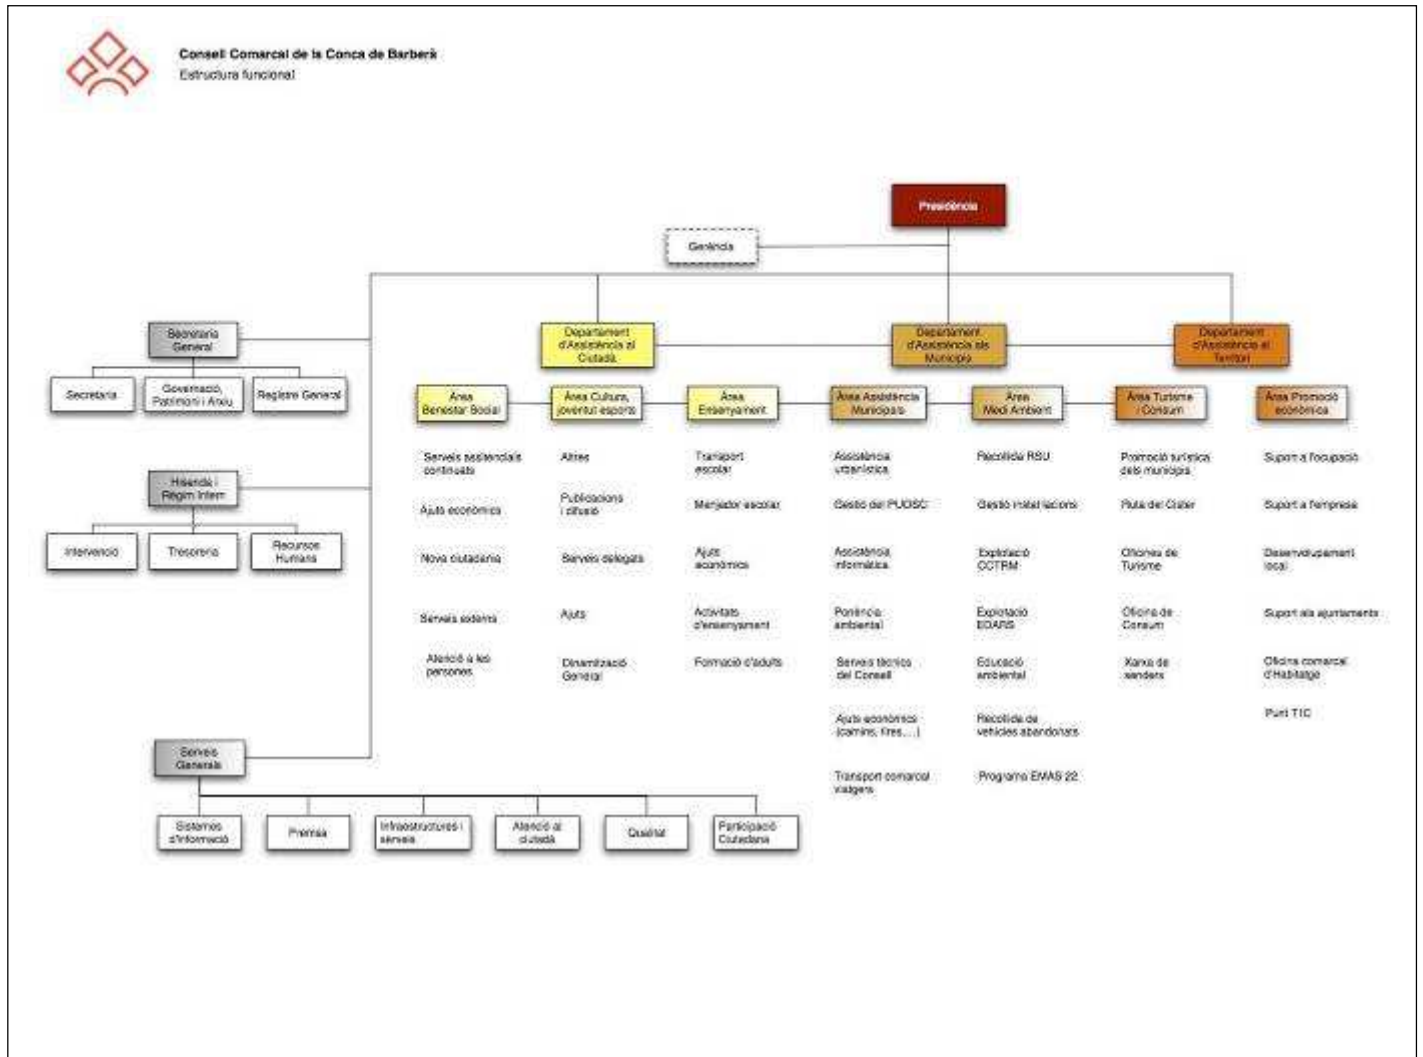 Consell Comarcal de la Conca de Barberà
Estructura funcional
Presidència
Gerència
Secretaria
General
Departament
d'Assistència al
Ciutadà
Departament
d'Assistència als
Municipis
Departament
d'Assistència al
Territori
Secretaria
Governació,
Patrimoni i Arxiu
Registre General
Àrea
Benestar Social
Àrea Cultura,
joventut esports
Àrea
Ensenyament
Àrea Assistència
Municipals
Àrea
Medi Ambient
Àrea Turisme
i Consum
Àrea Promoció
econòmica
Serveis assistencials
continuats
Ajuts econòmics
Nova ciutadania
Serveis externs
Atenció a les
persones
Altres
Publicacions
i difusió
Serveis delegats
Ajuts
Dinamització
General
Transport
escolar
Menjador escolar
Ajuts
econòmics
Activitats
d'ensenyament
Formació d'adults
Assistència
urbanística
Gestió del PUOSC
Assistència
informàtica
Ponència
ambiental
Serveis tècnics
del Consell
Ajuts econòmics
(camins, fires,...)
Transport comarcal
viatgers
Recollida RSU
Gestió instal·lacions
Explotació
CCTRM
Explotació
EDARS
Educació
ambiental
Recollida de
vehicles abandonats
Programa EMAS 22
Promoció turística
dels municipis
Ruta del Cister
Oficines de
Turisme
Oficina de
Consum
Xarxa de
senders
Suport a l'ocupació
Suport a l'empresa
Desenvolupament
local
Suport als ajuntaments
Oficina comarcal
d'Habitatge
Punt TIC
Hisenda i
Règim Intern
Intervenció
Tresoreria
Recursos
Humans
Serveis
Generals
Sistemes
d'informació
Premsa
Infraestructures i
serveis
Atenció al
ciutadà
Qualitat
Participació
Ciutadana